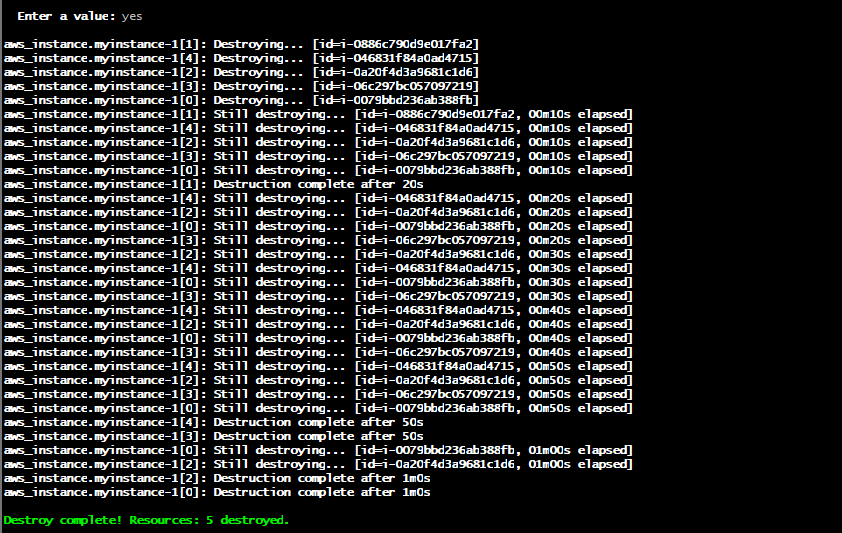 Enter a value: yes
aws_instance.myinstance-1[1]: Destroying... [id=i-0886c790d9e017fa2]
aws_instance.myinstance-1[4]: Destroying... [id=i-046831f84a0ad4715]
aws_instance.myinstance-1[2]: Destroying... [id=i-0a20f4d3a9681c1d6]
aws_instance.myinstance-1[3]: Destroying... [id=i-06c297bc057097219]
aws_instance.myinstance-1[0]: Destroying... [id=i-0079bbd236ab388fb]
aws_instance.myinstance-1[1]: Still destroying... [id=i-0886c790d9e017fa2, 00m10s elapsed]
aws_instance.myinstance-1[4]: Still destroying... [id=i-046831f84a0ad4715, 00m10s elapsed]
aws_instance.myinstance-1[2]: Still destroying... [id=i-0a20f4d3a9681c1d6, 00m10s elapsed]
aws_instance.myinstance-1[3]: Still destroying... [id=i-06c297bc057097219, 00m10s elapsed]
aws_instance.myinstance-1[0]: Still destroying... [id=i-0079bbd236ab388fb, 00m10s elapsed]
aws_instance.myinstance-1[1]: Destruction complete after 20s
aws_instance.myinstance-1[4]: Still destroying... [id=i-046831f84a0ad4715, 00m20s elapsed]
aws_instance.myinstance-1[2]: Still destroying... [id=i-0a20f4d3a9681c1d6, 00m20s elapsed]
aws_instance.myinstance-1[0]: Still destroying... [id=i-0079bbd236ab388fb, 00m20s elapsed]
aws_instance.myinstance-1[3]: Still destroying... [id=i-06c297bc057097219, 00m20s elapsed]
aws_instance.myinstance-1[2]: Still destroying... [id=i-0a20f4d3a9681c1d6, 00m30s elapsed]
aws_instance.myinstance-1[4]: Still destroying... [id=i-046831f84a0ad4715, 00m30s elapsed]
aws_instance.myinstance-1[0]: Still destroying... [id=i-0079bbd236ab388fb, 00m30s elapsed]
aws_instance.myinstance-1[3]: Still destroying... [id=i-06c297bc057097219, 00m30s elapsed]
aws_instance.myinstance-1[4]: Still destroying... [id=i-046831f84a0ad4715, 00m40s elapsed]
aws_instance.myinstance-1[2]: Still destroying... [id=i-0a20f4d3a9681c1d6, 00m40s elapsed]
aws_instance.myinstance-1[0]: Still destroying... [id=i-0079bbd236ab388fb, 00m40s elapsed]
aws_instance.myinstance-1[3]: Still destroying... [id=i-06c297bc057097219, 00m40s elapsed]
aws_instance.myinstance-1[4]: Still destroying... [id=i-046831f84a0ad4715, 00m50s elapsed]
aws_instance.myinstance-1[2]: Still destroying... [id=i-0a20f4d3a9681c1d6, 00m50s elapsed]
aws_instance.myinstance-1[3]: Still destroying... [id=i-06c297bc057097219, 00m50s elapsed]
aws_instance.myinstance-1[0]: Still destroying... [id=i-0079bbd236ab388fb, 00m50s elapsed]
aws_instance.myinstance-1[4]: Destruction complete after 50s
aws_instance.myinstance-1[3]: Destruction complete after 50s
aws_instance.myinstance-1[0]: Still destroying... [id=i-0079bbd236ab388fb, 01m00s elapsed]
aws_instance.myinstance-1[2]: Still destroying... [id=i-0a20f4d3a9681c1d6, 01m00s elapsed]
aws_instance.myinstance-1[2]: Destruction complete after 1m0s
aws_instance.myinstance-1[0]: Destruction complete after 1m0s
Destroy complete! Resources: 5 destroyed.